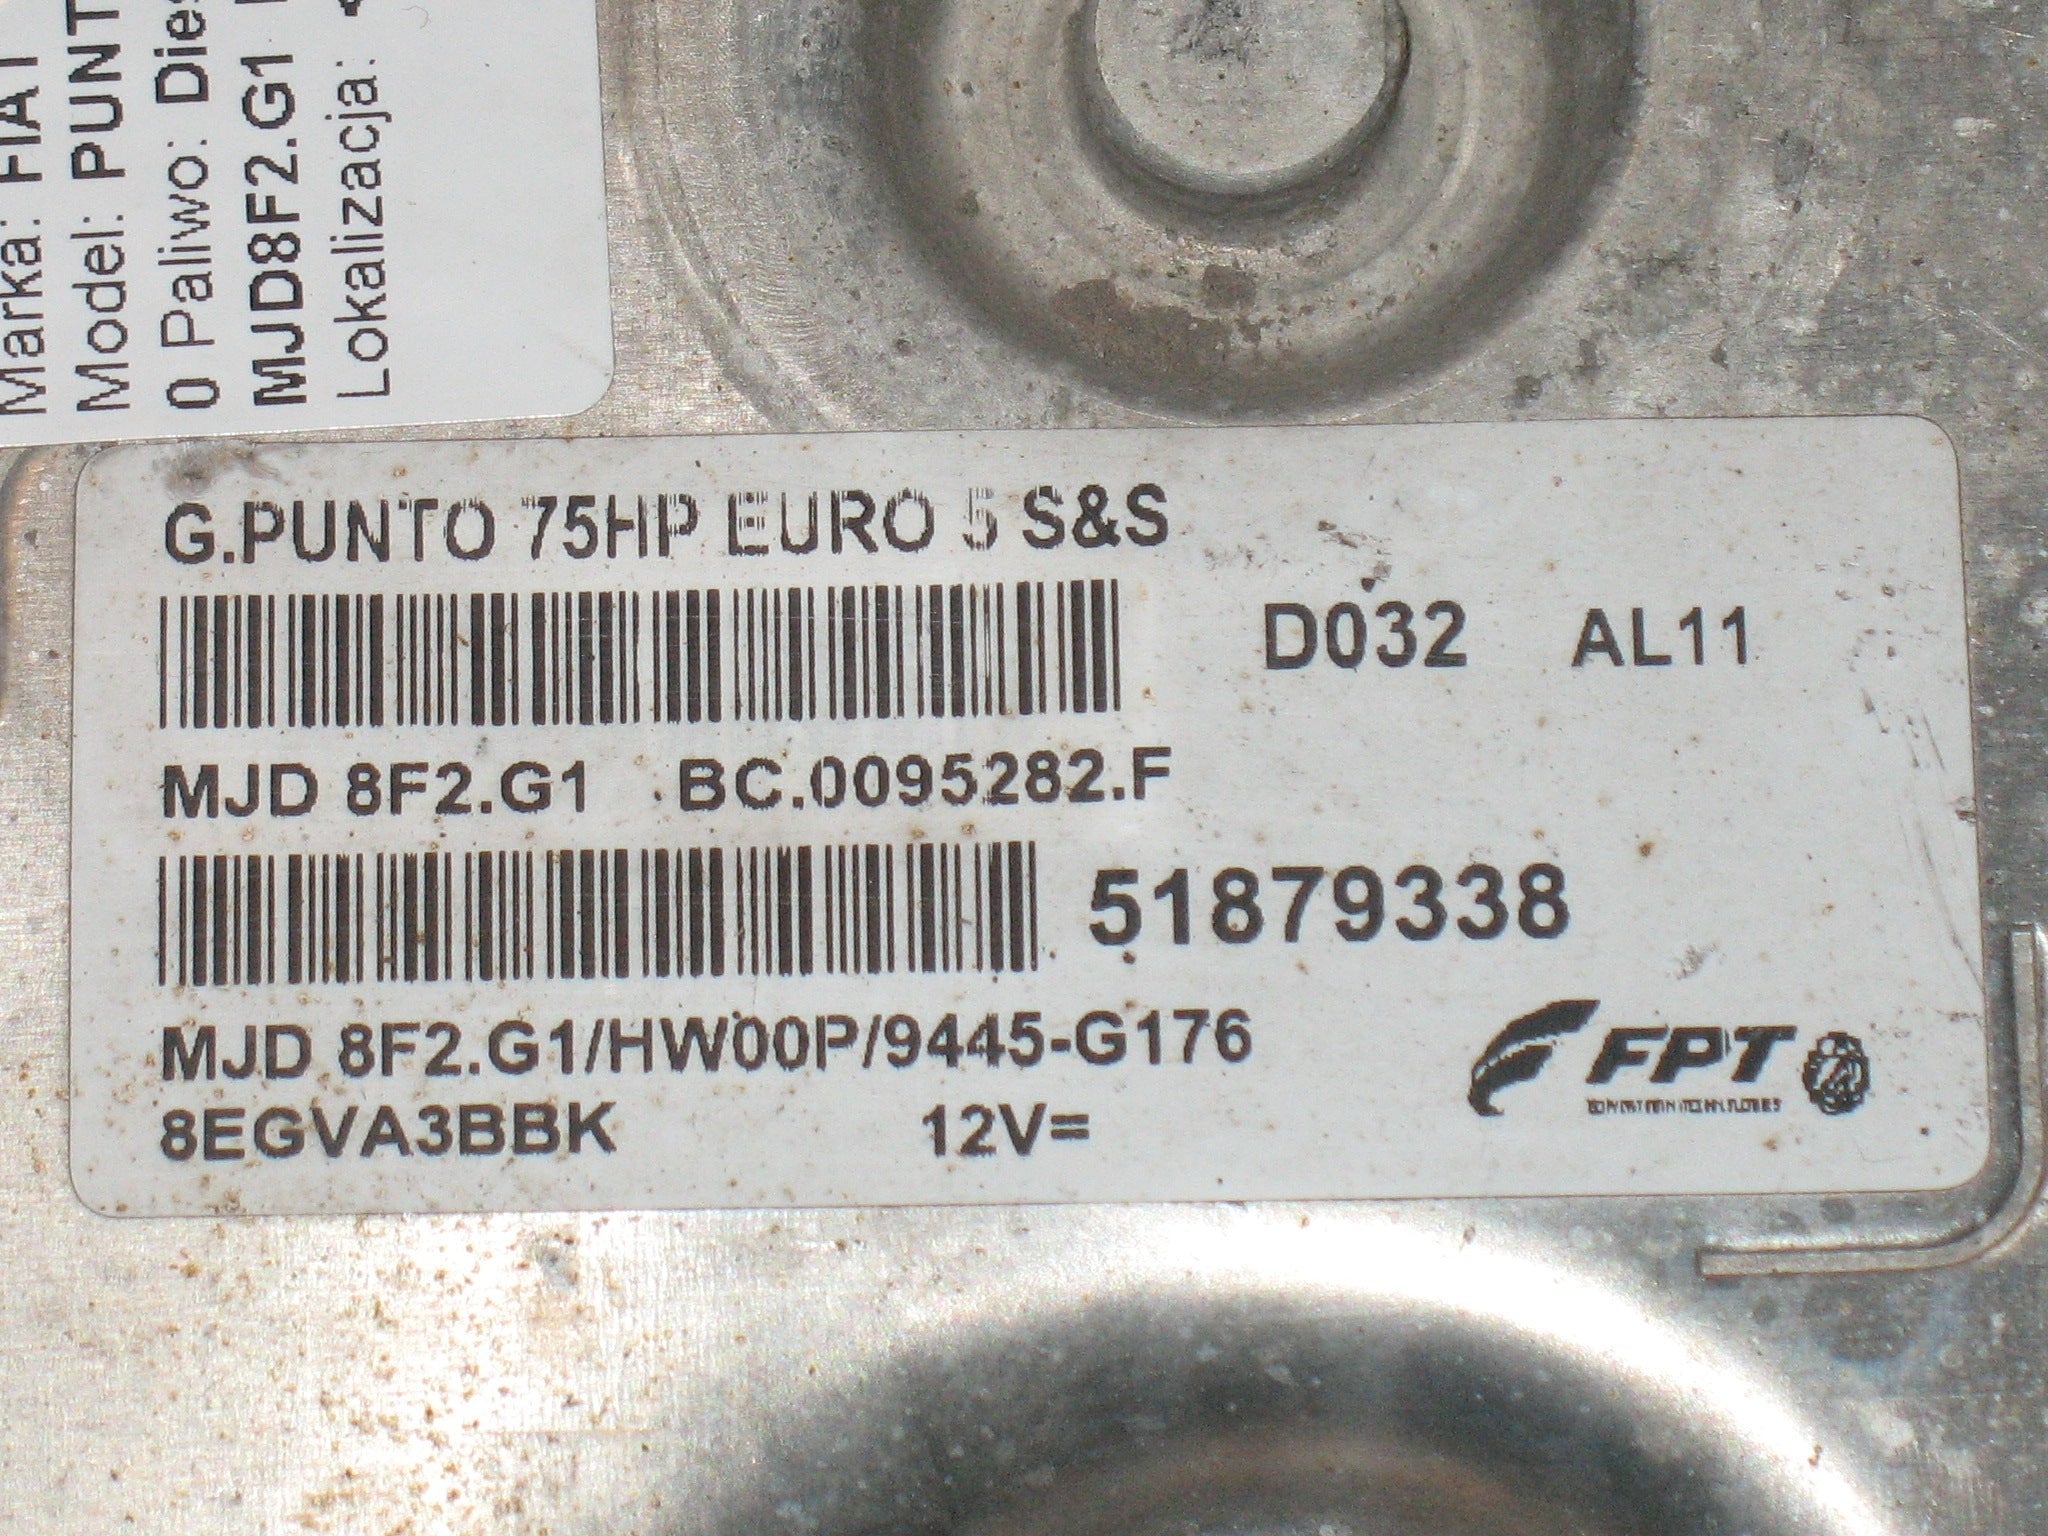 Marka: FIAT
Model: PUNT
0 Paliwo: Dies
MJD8F2.G1
Lokalizacja:
G.PUNTO 75HP EURO 5 S&S
D032 AL11
MJD 8F2.G1 BC.0095282.F
51879338
MJD 8F2.G1/HW00P/9445-G176
8EGVA3BBK 12V=
FPT